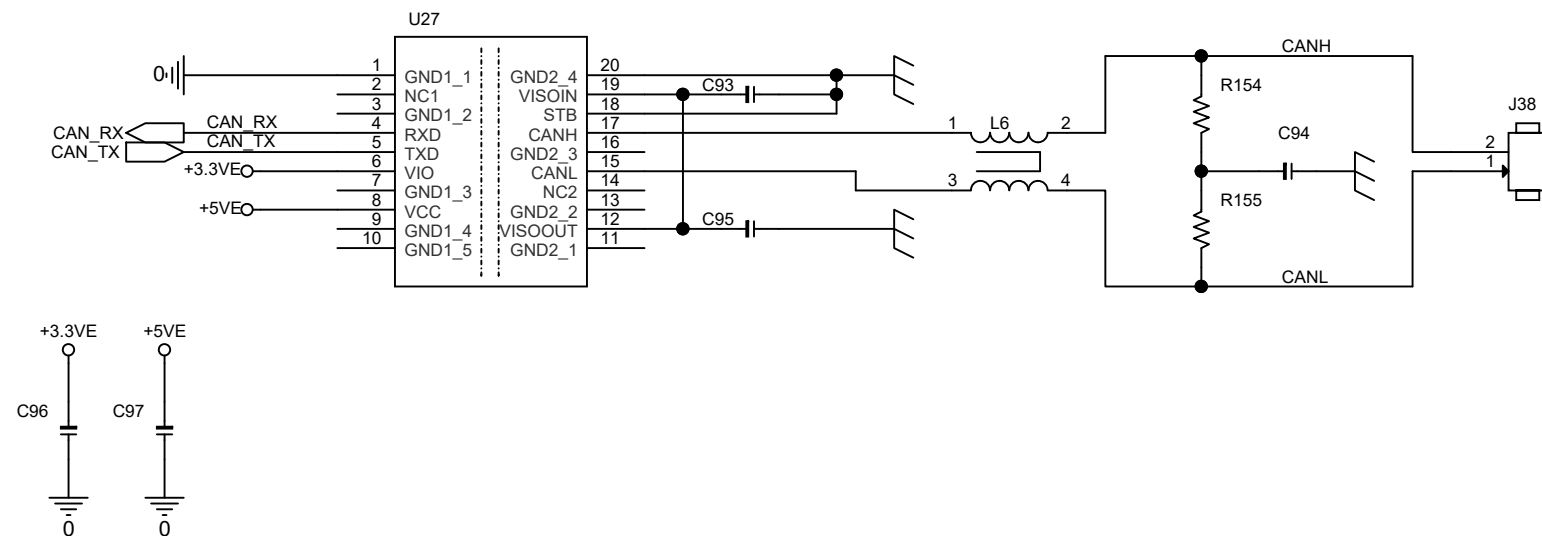 U27
0
1 GND1_1
2 NC1
3 GND1_2
CAN_RX CAN_RX 4 RXD
CAN_TX CAN_TX 5 TXD
+3.3VE 6 VIO
7 GND1_3
+5VE 8 VCC
9 GND1_4
10 GND1_5
GND2_4 20
VISOIN 19
STB 18
CANH 17
GND2_3 16
CANL 15
NC2 14
GND2_2 13
VISOOUT 12
GND2_1 11
C93
C95
1 L6 2
3 4
CANH
R154
C94
R155
CANL
J38
2
1
+3.3VE +5VE
C96 C97
0 0